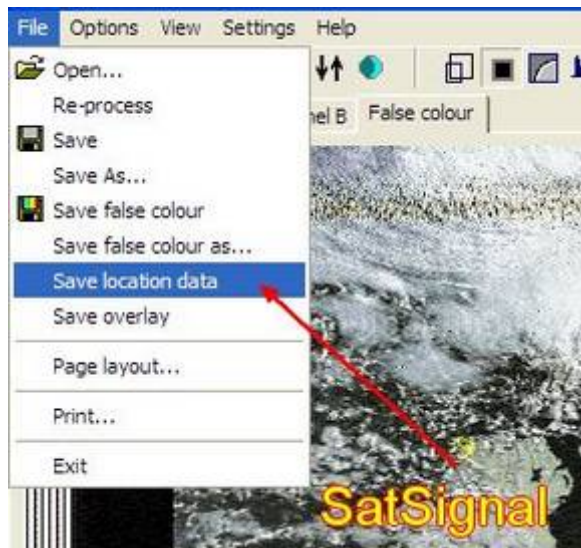 File Options View Settings Help
Open...
Re-process
nel B False colour
Save
Save As...
Save false colour
Save false colour as...
Save location data
Save overlay
Page layout...
Print...
Exit
SatSignal